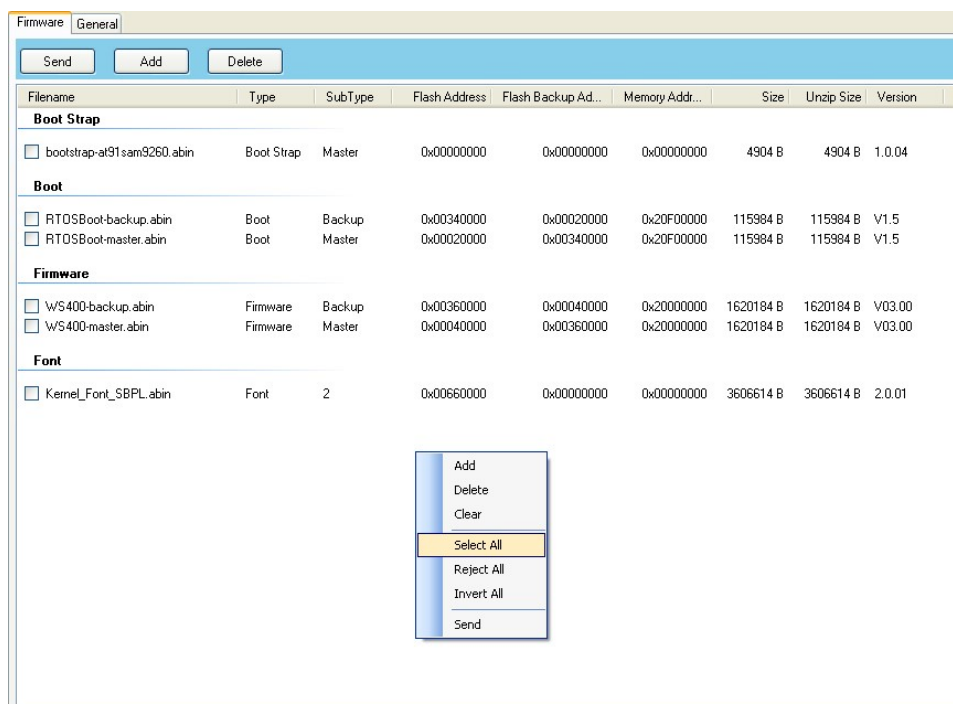 Firmware General
Send Add Delete
Filename Type SubType Flash Address Flash Backup Ad... Memory Addr... Size Unzip Size Version
Boot Strap
bootstrap-at91sam9260.abin Boot Strap Master 0x00000000 0x00000000 0x00000000 4904 B 4904 B 1.0.04
Boot
RTOSBoot-backup.abin Boot Backup 0x00340000 0x00020000 0x20F00000 115984 B 115984 B V1.5
RTOSBoot-master.abin Boot Master 0x00020000 0x00340000 0x20F00000 115984 B 115984 B V1.5
Firmware
WS400-backup.abin Firmware Backup 0x00360000 0x00040000 0x20000000 1620184 B 1620184 B V03.00
WS400-master.abin Firmware Master 0x00040000 0x00360000 0x20000000 1620184 B 1620184 B V03.00
Font
Kernel_Font_SBPL.abin Font 2 0x00660000 0x00000000 0x00000000 3606614 B 3606614 B 2.0.01
Add
Delete
Clear
Select All
Reject All
Invert All
Send